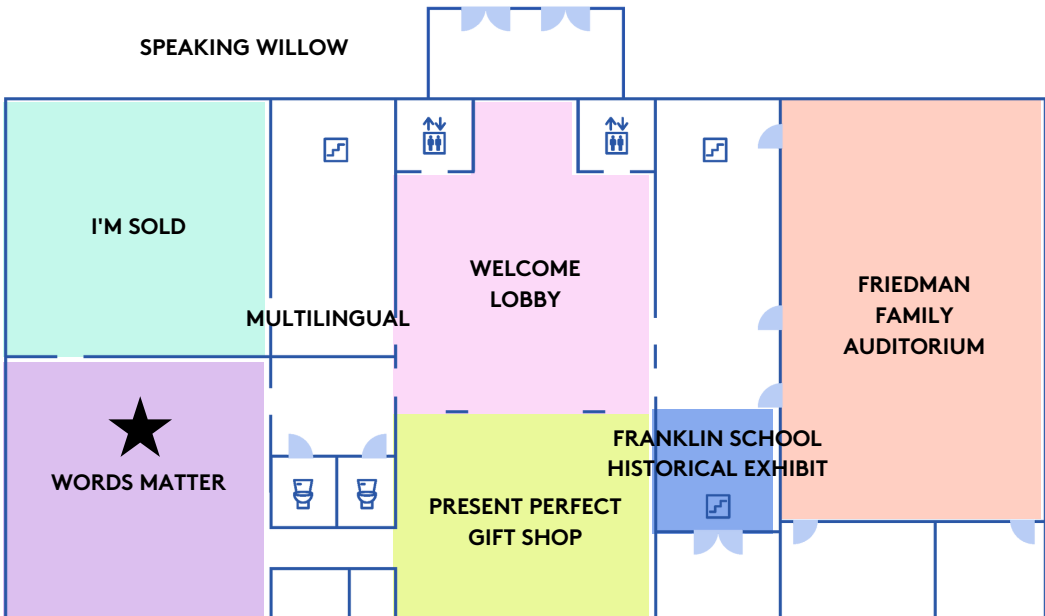 SPEAKING WILLOW
I'M SOLD
WELCOME
LOBBY
MULTILINGUAL
FRIEDMAN
FAMILY
AUDITORIUM
WORDS MATTER
FRANKLIN SCHOOL
HISTORICAL EXHIBIT
PRESENT PERFECT
GIFT SHOP